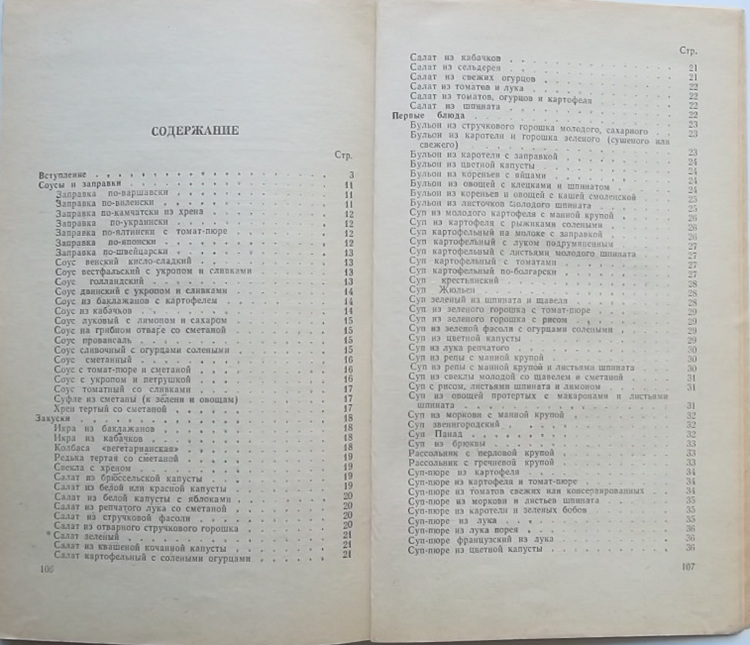 СОДЕРЖАНИЕ
Стр.
Вступление 3
Соусы и заправки 11
Заправка по-варшавски 11
Заправка по-виленски 11
Заправка по-камчатски из хрена 12
Заправка по-украински 12
Заправка по-ялтински с томат-пюре 12
Заправка по-японски 12
Заправка по-швейцарски 13
Соус венский кисло-сладкий 13
Соус вестфальский с укропом и сливками 13
Соус голландский 13
Соус двинский с укропом и сливками 14
Соус из баклажанов с картофелем 14
Соус из кабачков 14
Соус луковый с лимоном и сахаром 15
Соус на грибном отваре со сметаной 15
Соус провансаль 15
Соус сливочный с огурцами солеными 15
Соус сметанный 16
Соус с томат-пюре и сметаной 16
Соус с укропом и петрушкой 16
Соус томатный со сливками 17
Суфле из сметаны (к зелени и овощам) 17
Хрен тертый со сметаной 17
Закуски 18
Икра из баклажанов 18
Икра из кабачков 18
Колбаса «вегетарианская» 18
Редька тертая со сметаной 19
Свекла с хреном 19
Салат из брюссельской капусты 19
Салат из белой или красной капусты 19
Салат из белой капусты с яблоками 20
Салат из репчатого лука со сметаной 20
Салат из стручковой фасоли 20
Салат из отварного стручкового горошка 20
Салат зеленый 21
Салат из квашеной кочанной капусты 21
Салат картофельный с солеными огурцами 21
106
Стр.
Салат из кабачков 21
Салат из сельдерея 21
Салат из свежих огурцов 22
Салат из томатов и лука 22
Салат из томатов, огурцов и картофеля 22
Салат из шпината 22
Первые блюда 23
Бульон из стручкового горошка молодого, сахарного 23
Бульон из каротели и горошка зеленого (сушеного или
свежего) 23
Бульон из каротели с заправкой 24
Бульон из цветной капусты 24
Бульон из кореньев с яйцами 24
Бульон из овощей с клецками и шпинатом 24
Бульон из кореньев и овощей с кашей смоленской 25
Бульон из листочков молодого шпината 25
Суп из молодого картофеля с манной крупой 26
Суп из картофеля с рыжиками солеными 26
Суп картофельный на молоке с заправкой 26
Суп картофельный с луком подрумяненным 27
Суп картофельный с листьями молодого шпината 27
Суп картофельный с томатами 27
Суп картофельный по-болгарски 28
Суп крестьянский 28
Суп Жюльен 28
Суп зеленый из шпината и щавеля 29
Суп из зеленого горошка с томат-пюре 29
Суп из зеленого горошка с рисом 29
Суп из зеленой фасоли с огурцами солеными 29
Суп из цветной капусты 30
Суп из лука репчатого 30
Суп из репы с манной крупой 30
Суп из репы с манной крупой и листьями шпината 31
Суп из свеклы молодой со щавелем и сметаной 31
Суп с рисом, листьями шпината и лимоном
Суп из овощей протертых с макаронами и листьями
шпината 31
Суп из моркови с манной крупой 32
Суп звенигородский 32
Суп Панад 32
Суп из брюквы 33
Рассольник с перловой крупой 33
Рассольник с гречневой крупой 33
Суп-пюре из картофеля 34
Суп-пюре из картофеля и томат-пюре 34
Суп-пюре из томатов свежих или консервированных 34
Суп-пюре из моркови и листьев шпината 35
Суп-пюре из каротели и зеленых бобов 35
Суп-пюре из лука 35
Суп-пюре из лука порея 36
Суп-пюре французский из лука 36
Суп-пюре из цветной капусты 36
107